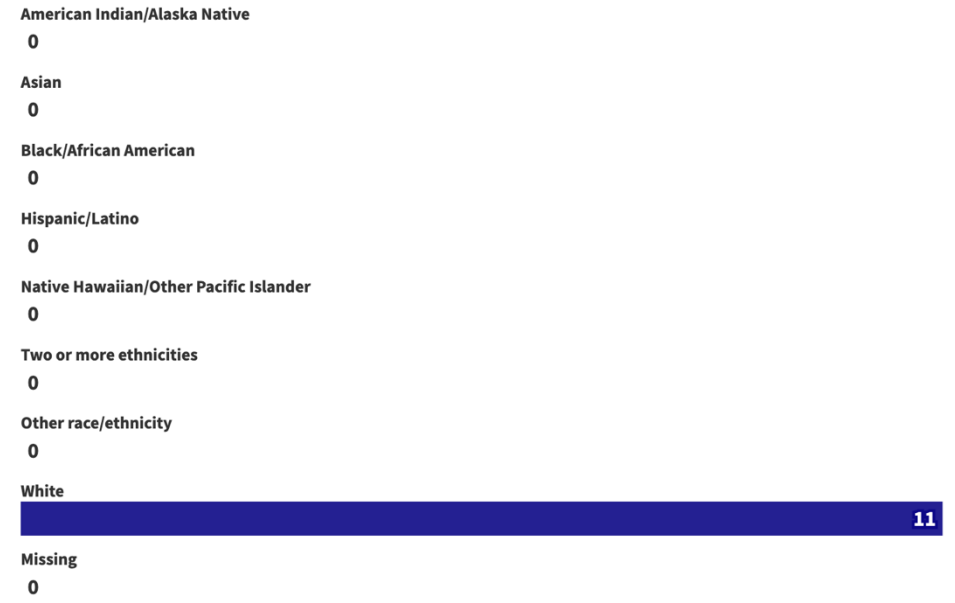 American Indian/Alaska Native
0
Asian
0
Black/African American
0
Hispanic/Latino
0
Native Hawaiian/Other Pacific Islander
0
Two or more ethnicities
0
Other race/ethnicity
0
White
11
Missing
0